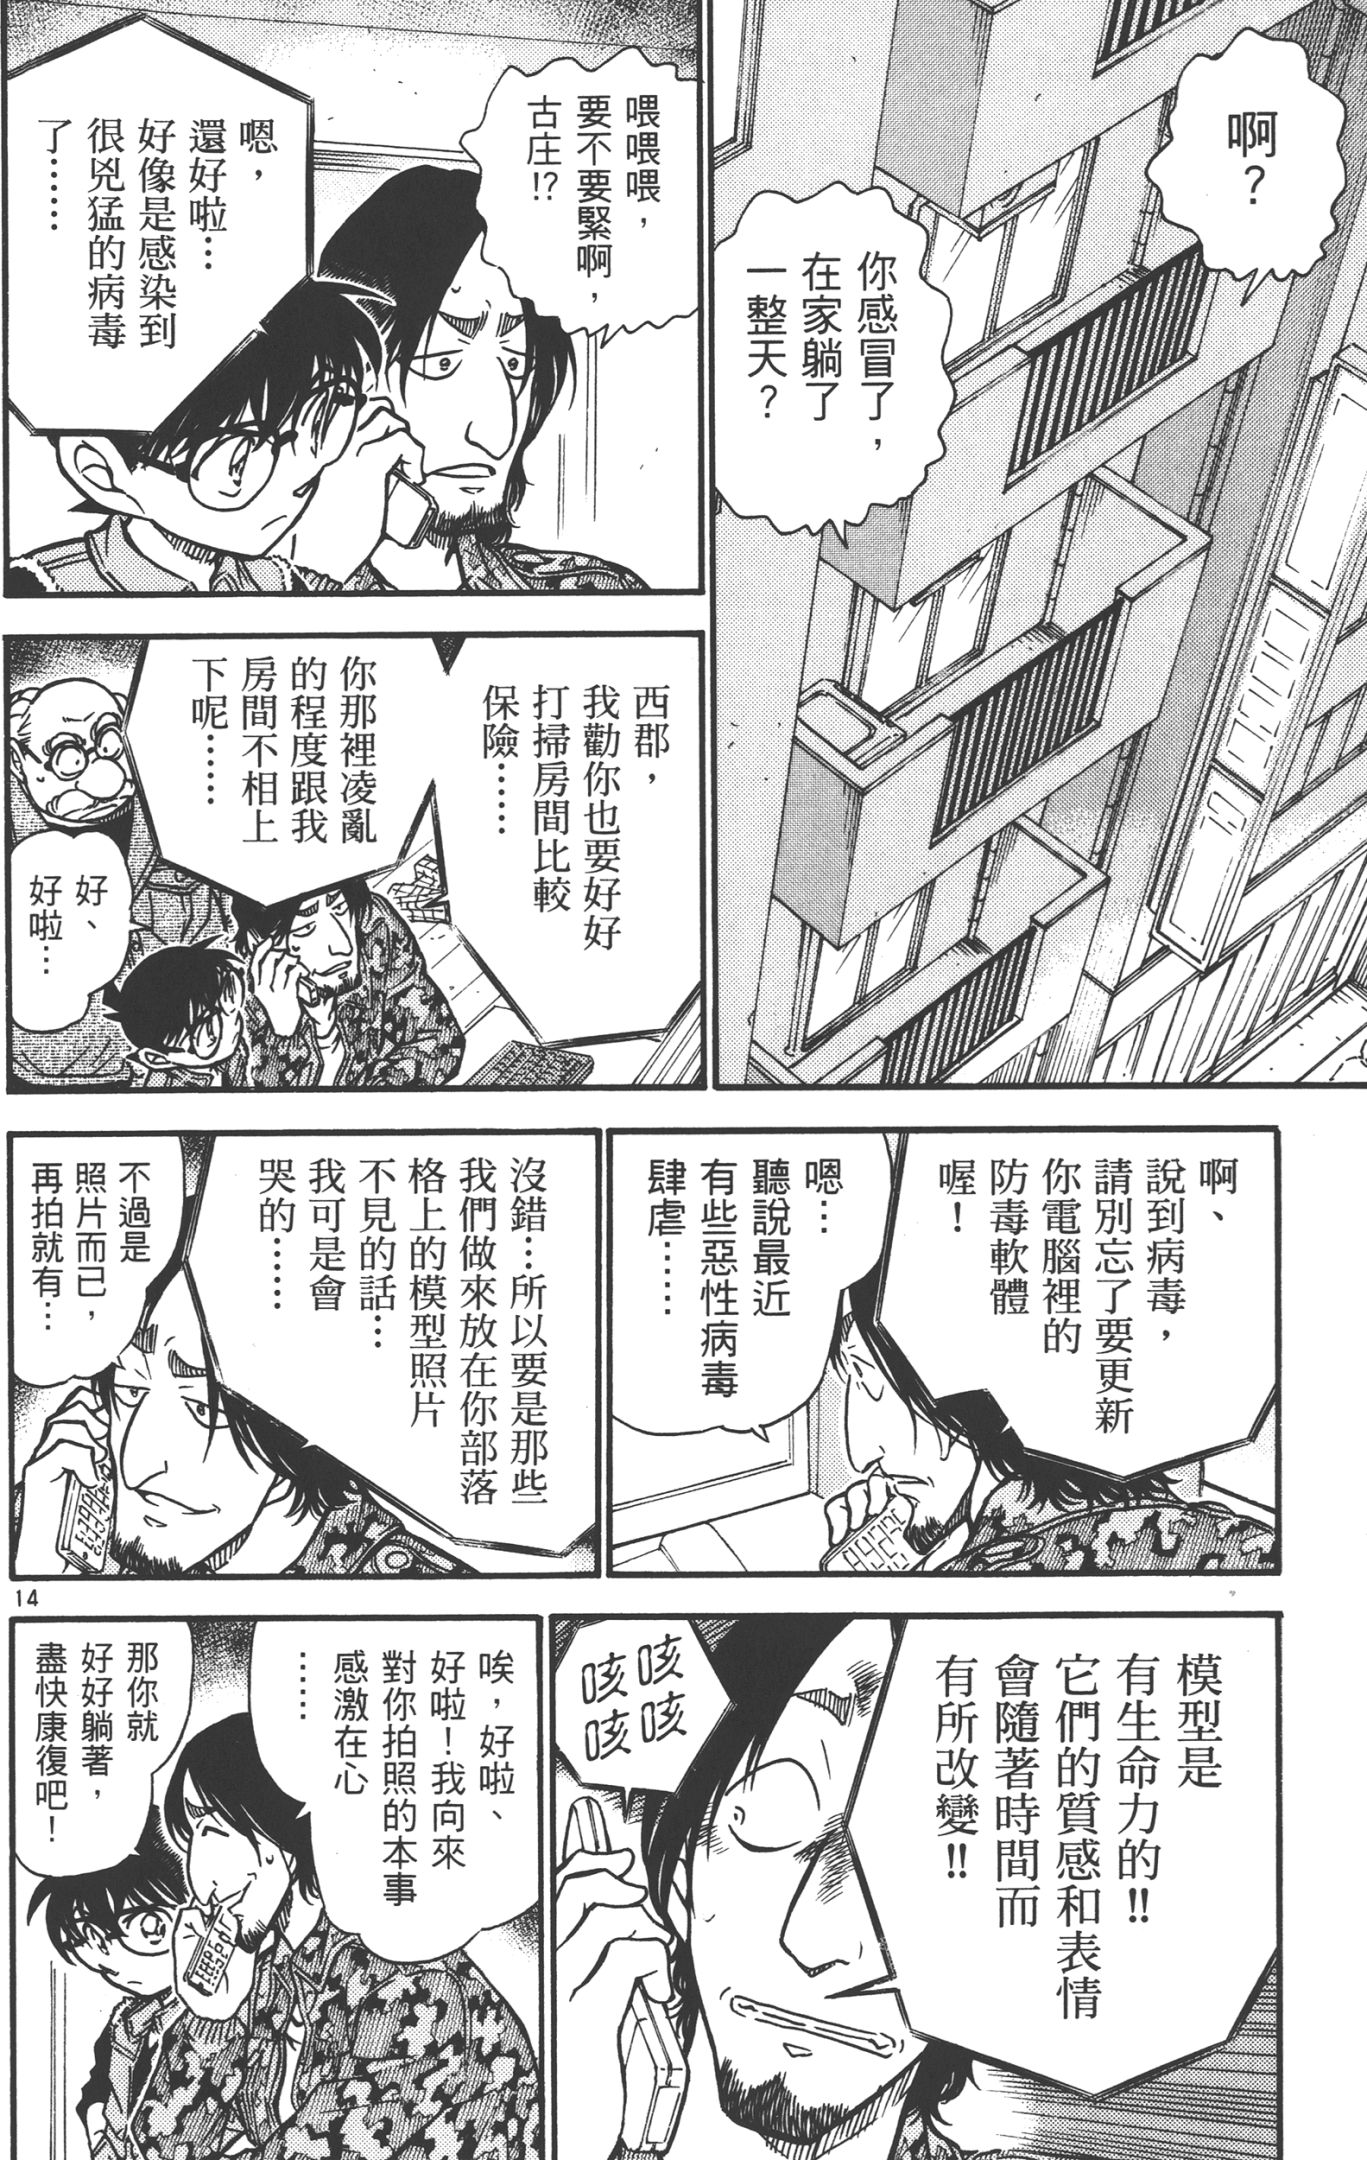 啊？
你感冒了，
在家躺了
一整天？
喂喂喂，
要不要緊啊，
古庄!?
嗯，
還好啦…
好像是感染到
很兇猛的病毒
了……
西郡，
我勸你也要好好
打掃房間比較
保險……
你那裡凌亂
的程度跟我
房間不相上
下呢……
好、
好啦…
啊、
說到病毒，
請別忘了要更新
你電腦裡的
防毒軟體
喔！
嗯…
聽說最近
有些惡性病毒
肆虐……
沒錯…所以要是那些
我們做來放在你部落
格上的模型照片
不見的話…
我可是會
哭的……
不過是
照片而已，
再拍就有…
14
模型是
有生命力的!!
它們的質感和表情
會隨著時間而
有所改變!!
咳咳
咳咳
唉，好啦、
好啦！我向來
對你拍照的本事
感激在心
……
那你就
好好躺著，
盡快康復吧！